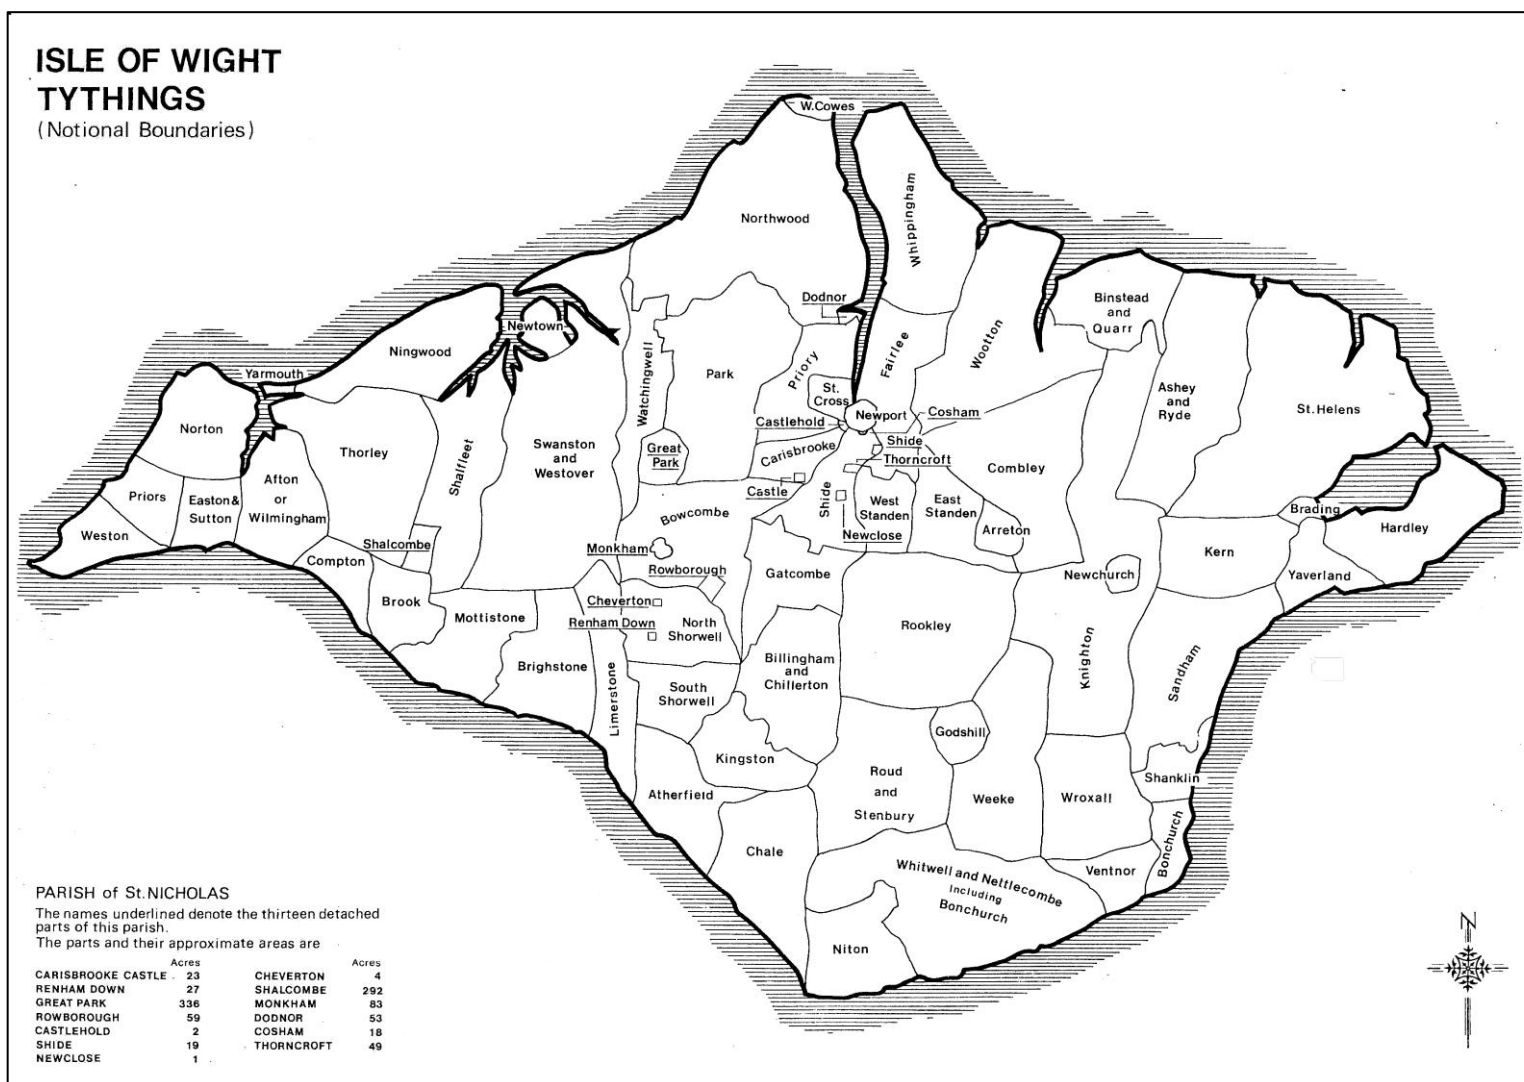 ISLE OF WIGHT
TYTHINGS
(Notional Boundaries)
W.Cowes
Northwood
Whippingham
Dodnor
Newtown
Ningwood
Yarmouth
Norton
Thorley
Shalfleet
Swanston
and
Westover
Watchingwell
Park
Priory
St.
Cross
Fairlee
Wootton
Binstead
and
Quarr
Ashey
and
Ryde
St.Helens
Newport
Cosham
Castlehold
Carisbrooke
Shide
Thorncroft
Great
Park
Castle
Combley
Priors
Easton &
Sutton
Afton
or
Wilmingham
Weston
Shalcombe
Compton
Bowcombe
Shide
West
Standen
East
Standen
Arreton
Newclose
Brading
Hardley
Kern
Yaverland
Monkham
Rowborough
Gatcombe
Newchurch
Brook
Mottistone
Cheverton
Renham Down
North
Shorwell
Rookley
Brighstone
Limerstone
South
Shorwell
Billingham
and
Chillerton
Knighton
Sandham
Godshill
Kingston
Atherfield
Roud
and
Stenbury
Weeke
Wroxall
Shanklin
Bonchurch
Chale
Whitwell and Nettlecombe
including
Bonchurch
Ventnor
Niton
PARISH of St.NICHOLAS
The names underlined denote the thirteen detached
parts of this parish.
The parts and their approximate areas are
Acres Acres
CARISBROOKE CASTLE 23 CHEVERTON 4
RENHAM DOWN 27 SHALCOMBE 292
GREAT PARK 336 MONKHAM 83
ROWBOROUGH 59 DODNOR 53
CASTLEHOLD 2 COSHAM 18
SHIDE 19 THORNCROFT 49
NEWCLOSE 1
N